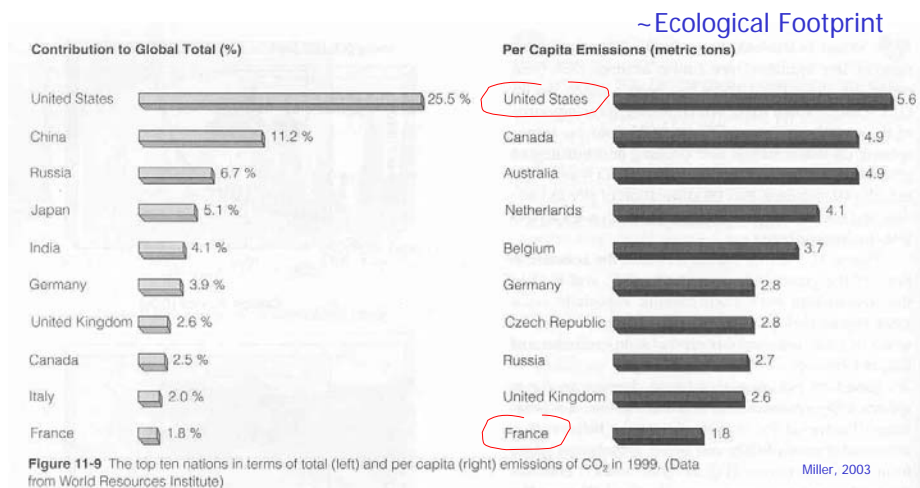 ~Ecological Footprint
Contribution to Global Total (%)
United States 25.5 %
China 11.2 %
Russia 6.7 %
Japan 5.1 %
India 4.1 %
Germany 3.9 %
United Kingdom 2.6 %
Canada 2.5 %
Italy 2.0 %
France 1.8 %
Per Capita Emissions (metric tons)
United States 5.6
Canada 4.9
Australia 4.9
Netherlands 4.1
Belgium 3.7
Germany 2.8
Czech Republic 2.8
Russia 2.7
United Kingdom 2.6
France 1.8
Figure 11-9 The top ten nations in terms of total (left) and per capita (right) emissions of CO₂ in 1999. (Data
from World Resources Institute)
Miller, 2003